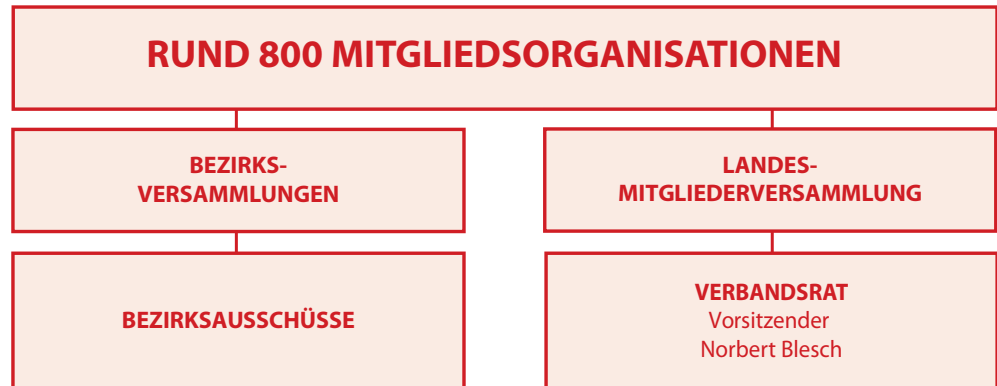 RUND 800 MITGLIEDSORGANISATIONEN
BEZIRKS-
VERSAMMLUNGEN
LANDES-
MITGLIEDERVERSAMMLUNG
BEZIRKSAUSSCHÜSSE
VERBANDSRAT
Vorsitzender
Norbert Blesch